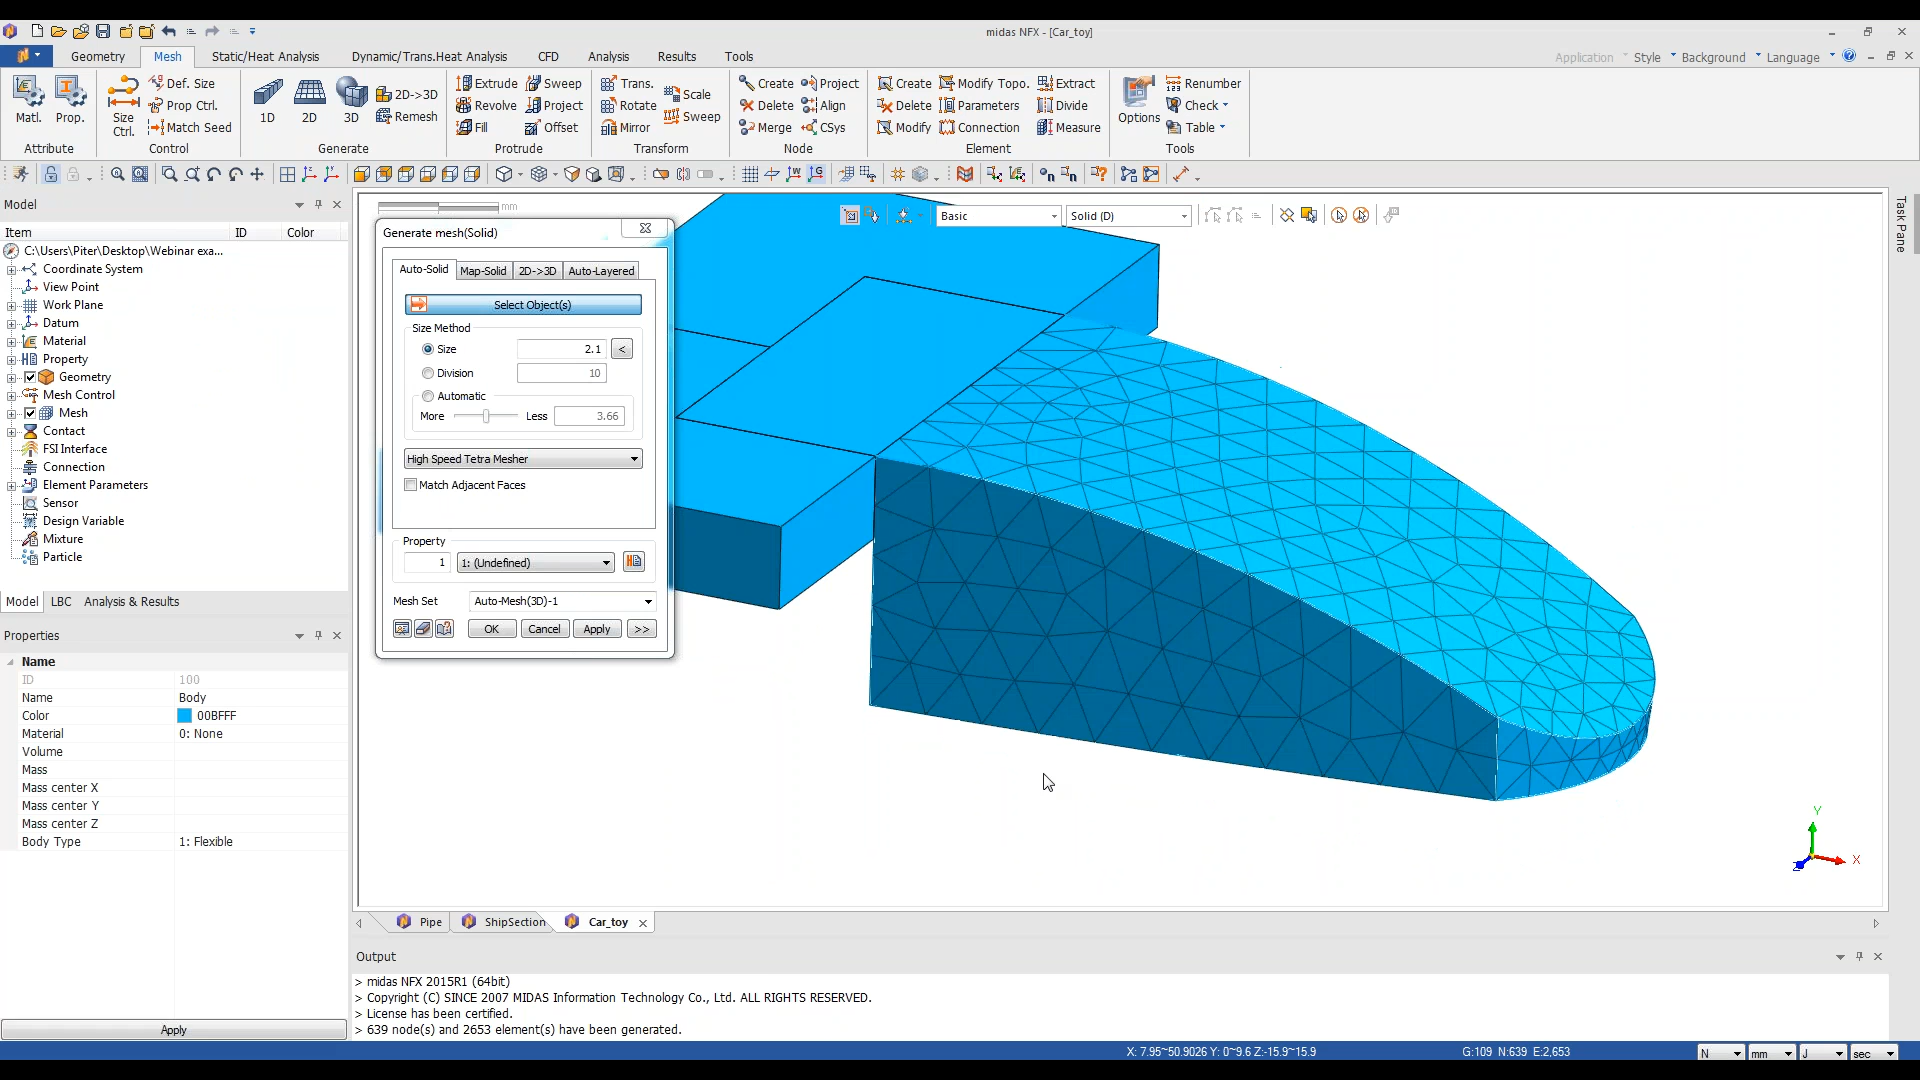 midas NFX - [Car_toy]
Geometry Mesh Static/Heat Analysis Dynamic/Trans.Heat Analysis CFD Analysis Results Tools
Application Style Background Language
Matl. Prop.
Attribute
Size Ctrl.
Def. Size
Prop Ctrl.
Match Seed
Control
1D 2D 3D
2D->3D
Remesh
Generate
Extrude Sweep
Revolve Project
Fill Offset
Protrude
Trans.
Rotate
Mirror
Scale
Sweep
Transform
Create Project
Delete Align
Merge CSys
Node
Create Modify Topo. Extract
Delete Parameters Divide
Modify Connection Measure
Element
Options
Renumber
Check
Table
Tools
Model
Item ID Color
C:\Users\Piter\Desktop\Webinar exa...
Coordinate System
View Point
Work Plane
Datum
Material
Property
Geometry
Mesh Control
Mesh
Contact
FSI Interface
Connection
Element Parameters
Sensor
Design Variable
Mixture
Particle
Model LBC Analysis & Results
Properties
Name
ID 100
Name Body
Color 00BFFF
Material 0: None
Volume
Mass
Mass center X
Mass center Y
Mass center Z
Body Type 1: Flexible
Apply
mm
Basic
Solid (D)
Task Pane
Generate mesh(Solid)
Auto-Solid Map-Solid 2D->3D Auto-Layered
Select Object(s)
Size Method
Size 2.1 <
Division 10
Automatic
More Less 3.66
High Speed Tetra Mesher
Match Adjacent Faces
Property
1 1: (Undefined)
Mesh Set Auto-Mesh(3D)-1
OK Cancel Apply >>
Y
X
Z
Pipe ShipSection Car_toy
Output
> midas NFX 2015R1 (64bit)
> Copyright (C) SINCE 2007 MIDAS Information Technology Co., Ltd. ALL RIGHTS RESERVED.
> License has been certified.
> 639 node(s) and 2653 element(s) have been generated.
X: 7.95~50.9026 Y: 0~9.6 Z:-15.9~15.9 G:109 N:639 E:2,653 N mm J sec